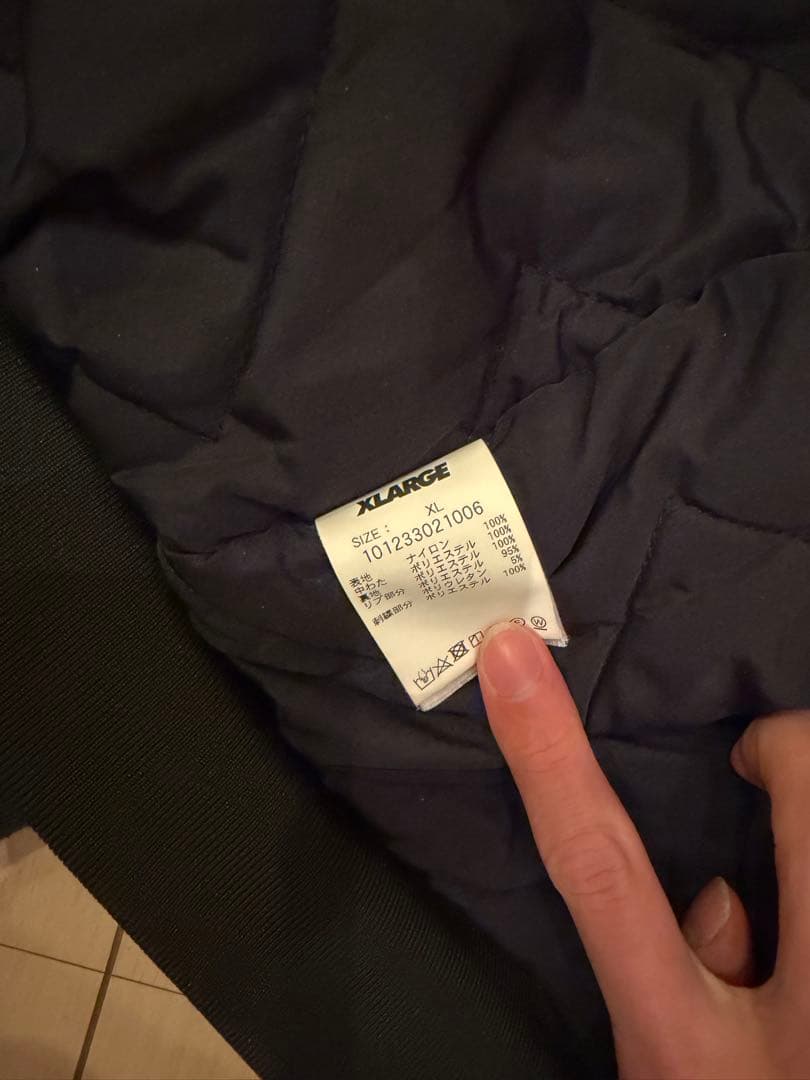 XLARGE
SIZE: XL
101233021006
表地 ナイロン 100%
中わた ポリエステル 100%
裏地 ポリエステル 100%
リブ部分 ポリエステル 95%
ポリウレタン 5%
刺繍部分 ポリエステル 100%